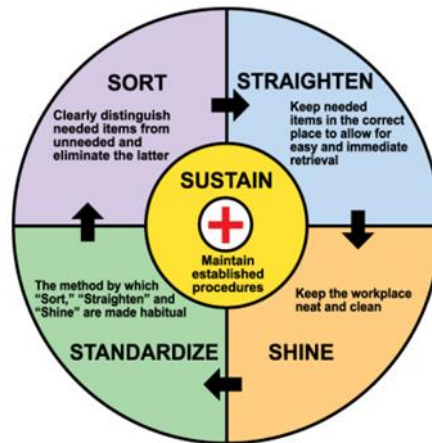 SORT
Clearly distinguish
needed items from
unneeded and
eliminate the latter
STRAIGHTEN
Keep needed
items in the correct
place to allow for
easy and immediate
retrieval
SUSTAIN
Maintain
established
procedures
The method by which
“Sort,” “Straighten” and
“Shine” are made habitual
STANDARDIZE
Keep the workplace
neat and clean
SHINE